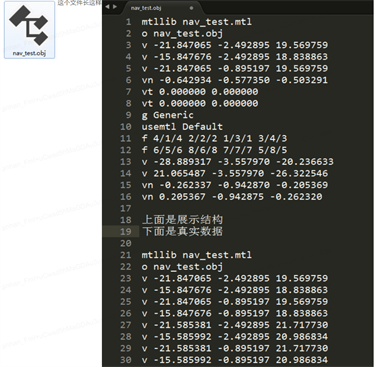 这个文件长这样
nav_test.obj
nav_test.obj
1 mtllib nav_test.mtl
2 o nav_test.obj
3 v -21.847065 -2.492895 19.569759
4 v -15.847676 -2.492895 18.838863
5 v -21.847065 -0.895197 19.569759
6 vn -0.642934 -0.577350 -0.503291
7 vt 0.000000 0.000000
8 vt 0.000000 0.000000
9 g Generic
10 usemtl Default
11 f 4/1/4 2/2/2 1/3/1 3/4/3
12 f 6/5/6 8/6/8 7/7/7 5/8/5
13 v -28.889317 -3.557970 -20.236633
14 v 21.065487 -3.557970 -26.322546
15 vn -0.262337 -0.942870 -0.205369
16 vn 0.205367 -0.942875 -0.262320
17
18 上面是展示结构
19 下面是真实数据
20
21 mtllib nav_test.mtl
22 o nav_test.obj
23 v -21.847065 -2.492895 19.569759
24 v -15.847676 -2.492895 18.838863
25 v -21.847065 -0.895197 19.569759
26 v -15.847676 -0.895197 18.838863
27 v -21.585381 -2.492895 21.717730
28 v -15.585992 -2.492895 20.986834
29 v -21.585381 -0.895197 21.717730
30 v -15.585992 -0.895197 20.986834